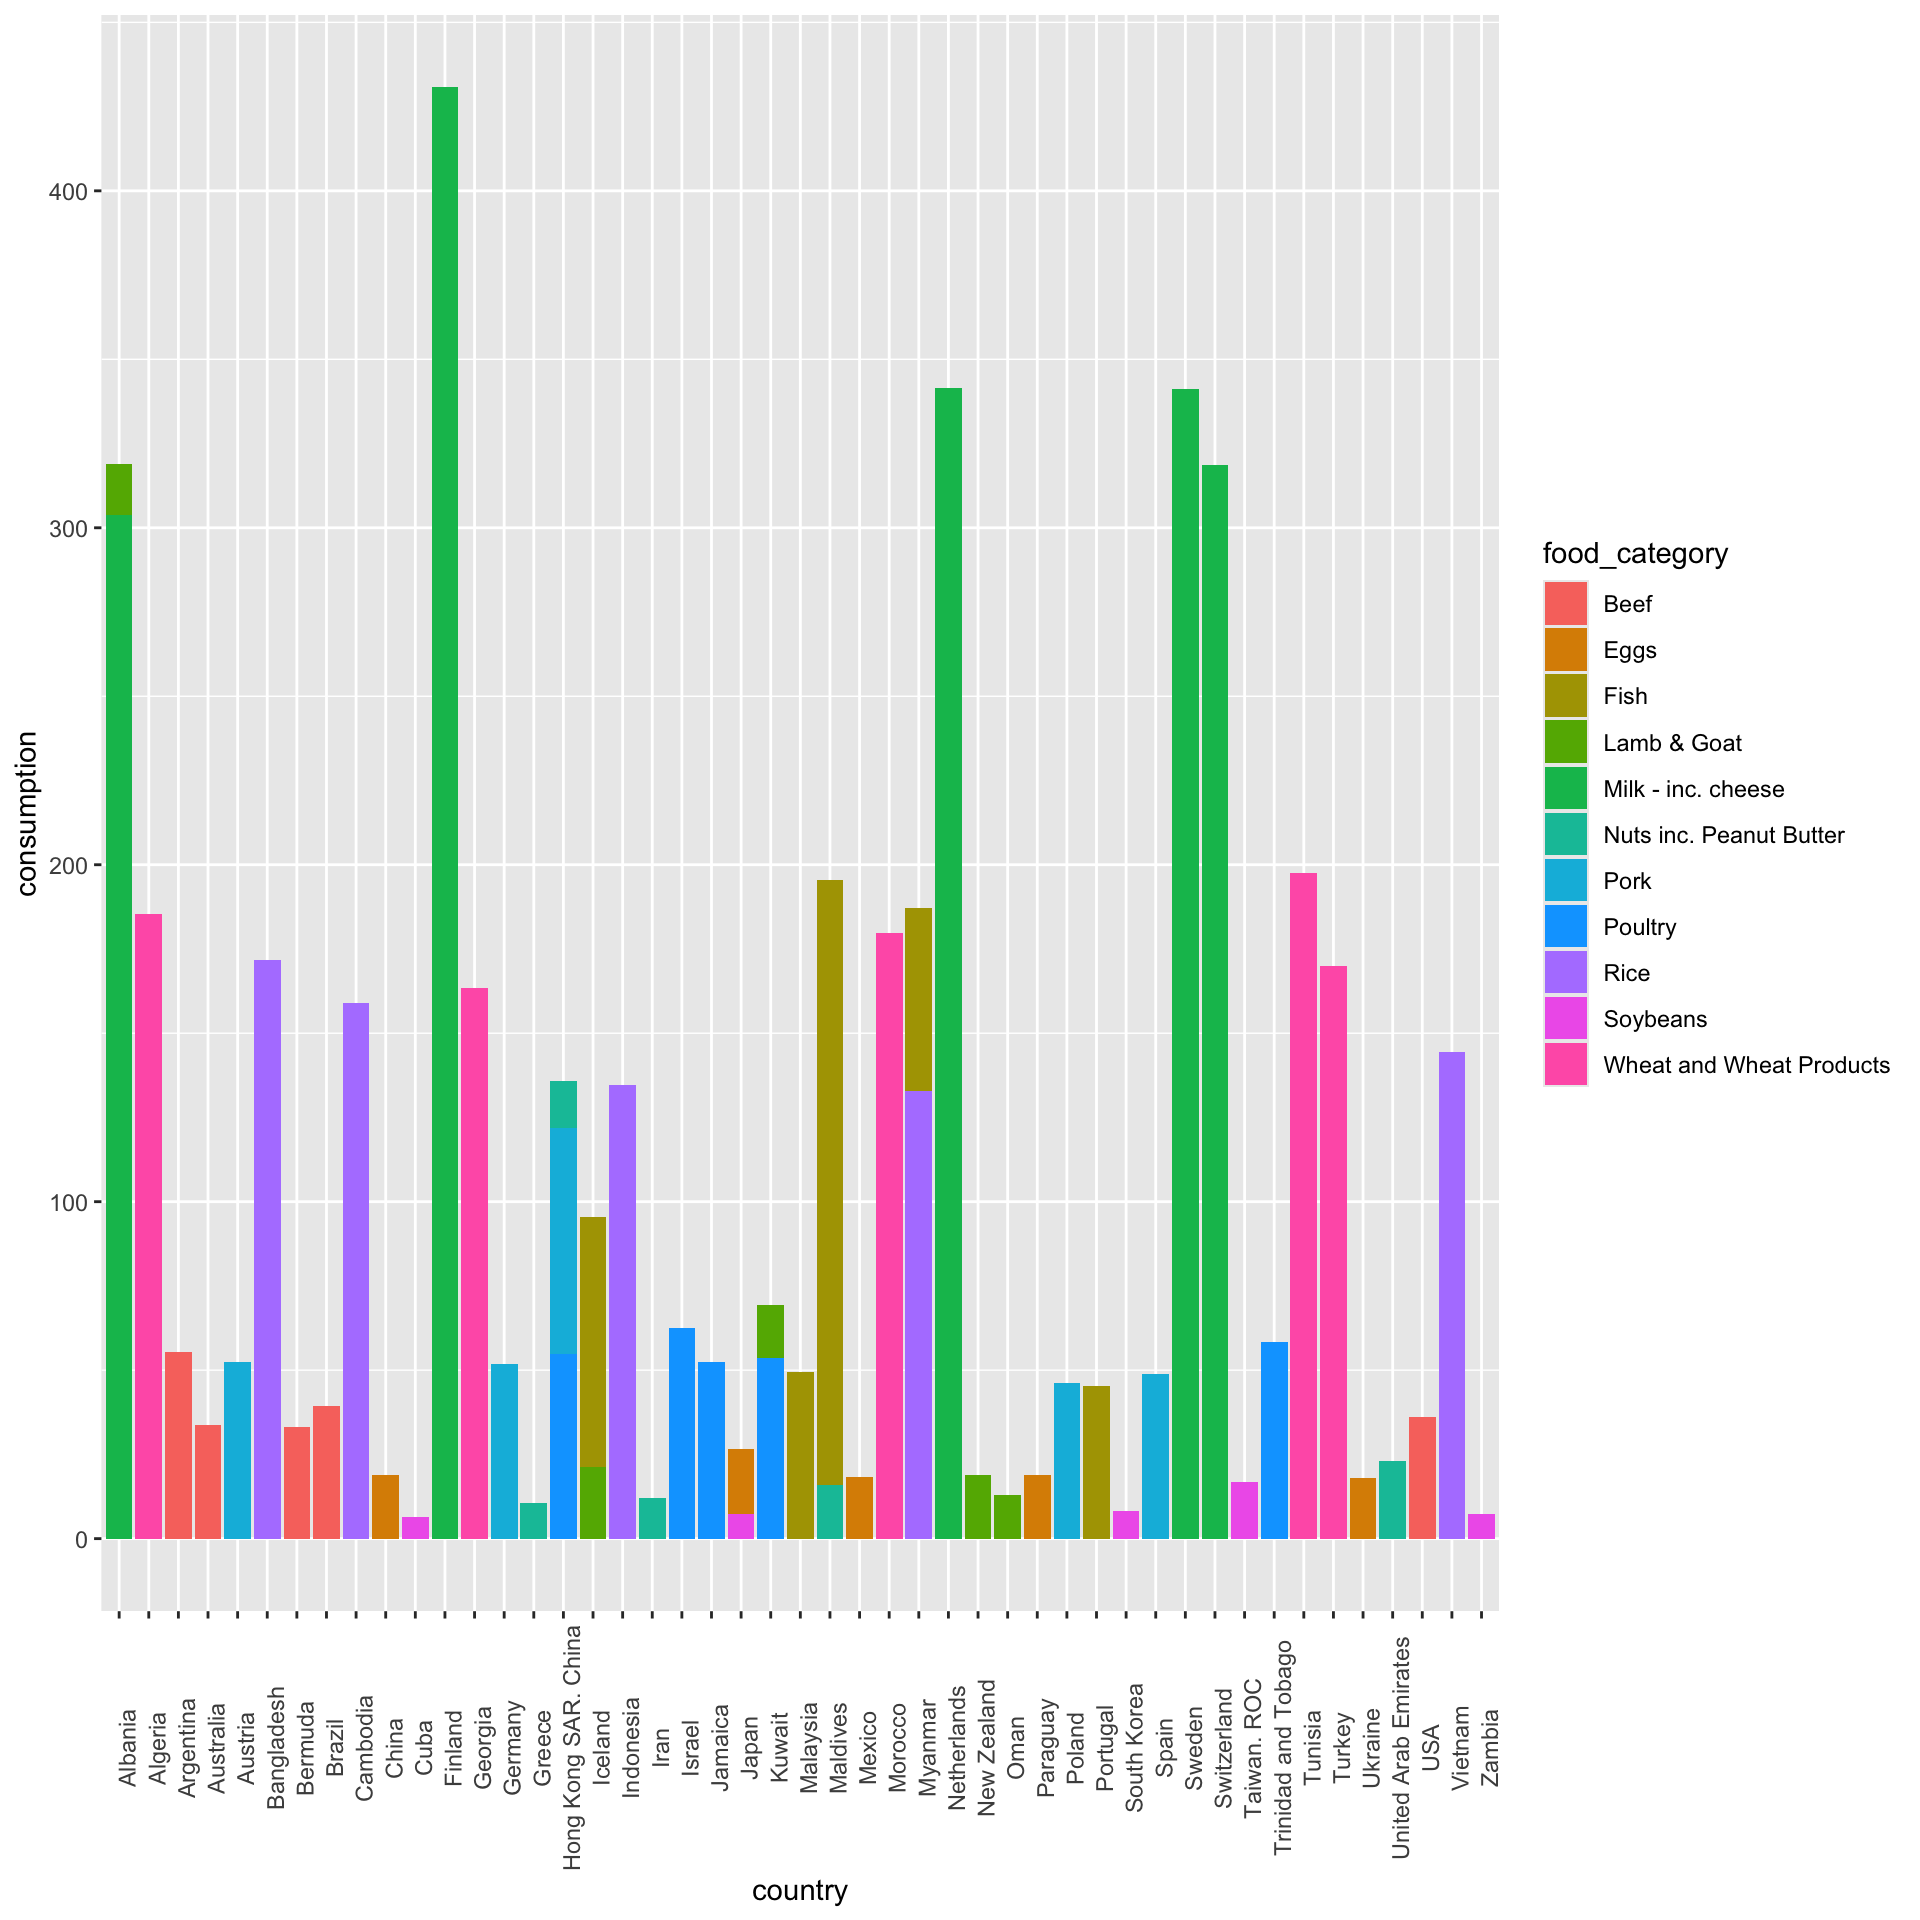 400
300
200
100
0
consumption
Albania
Algeria
Argentina
Australia
Austria
Bangladesh
Bermuda
Brazil
Cambodia
China
Cuba
Finland
Georgia
Germany
Greece
Hong Kong SAR. China
Iceland
Indonesia
Iran
Israel
Jamaica
Japan
Kuwait
Malaysia
Maldives
Mexico
Morocco
Myanmar
Netherlands
New Zealand
Oman
Paraguay
Poland
Portugal
South Korea
Spain
Sweden
Switzerland
Taiwan. ROC
Trinidad and Tobago
Tunisia
Turkey
Ukraine
United Arab Emirates
USA
Vietnam
Zambia
country
food_category
Beef
Eggs
Fish
Lamb & Goat
Milk - inc. cheese
Nuts inc. Peanut Butter
Pork
Poultry
Rice
Soybeans
Wheat and Wheat Products